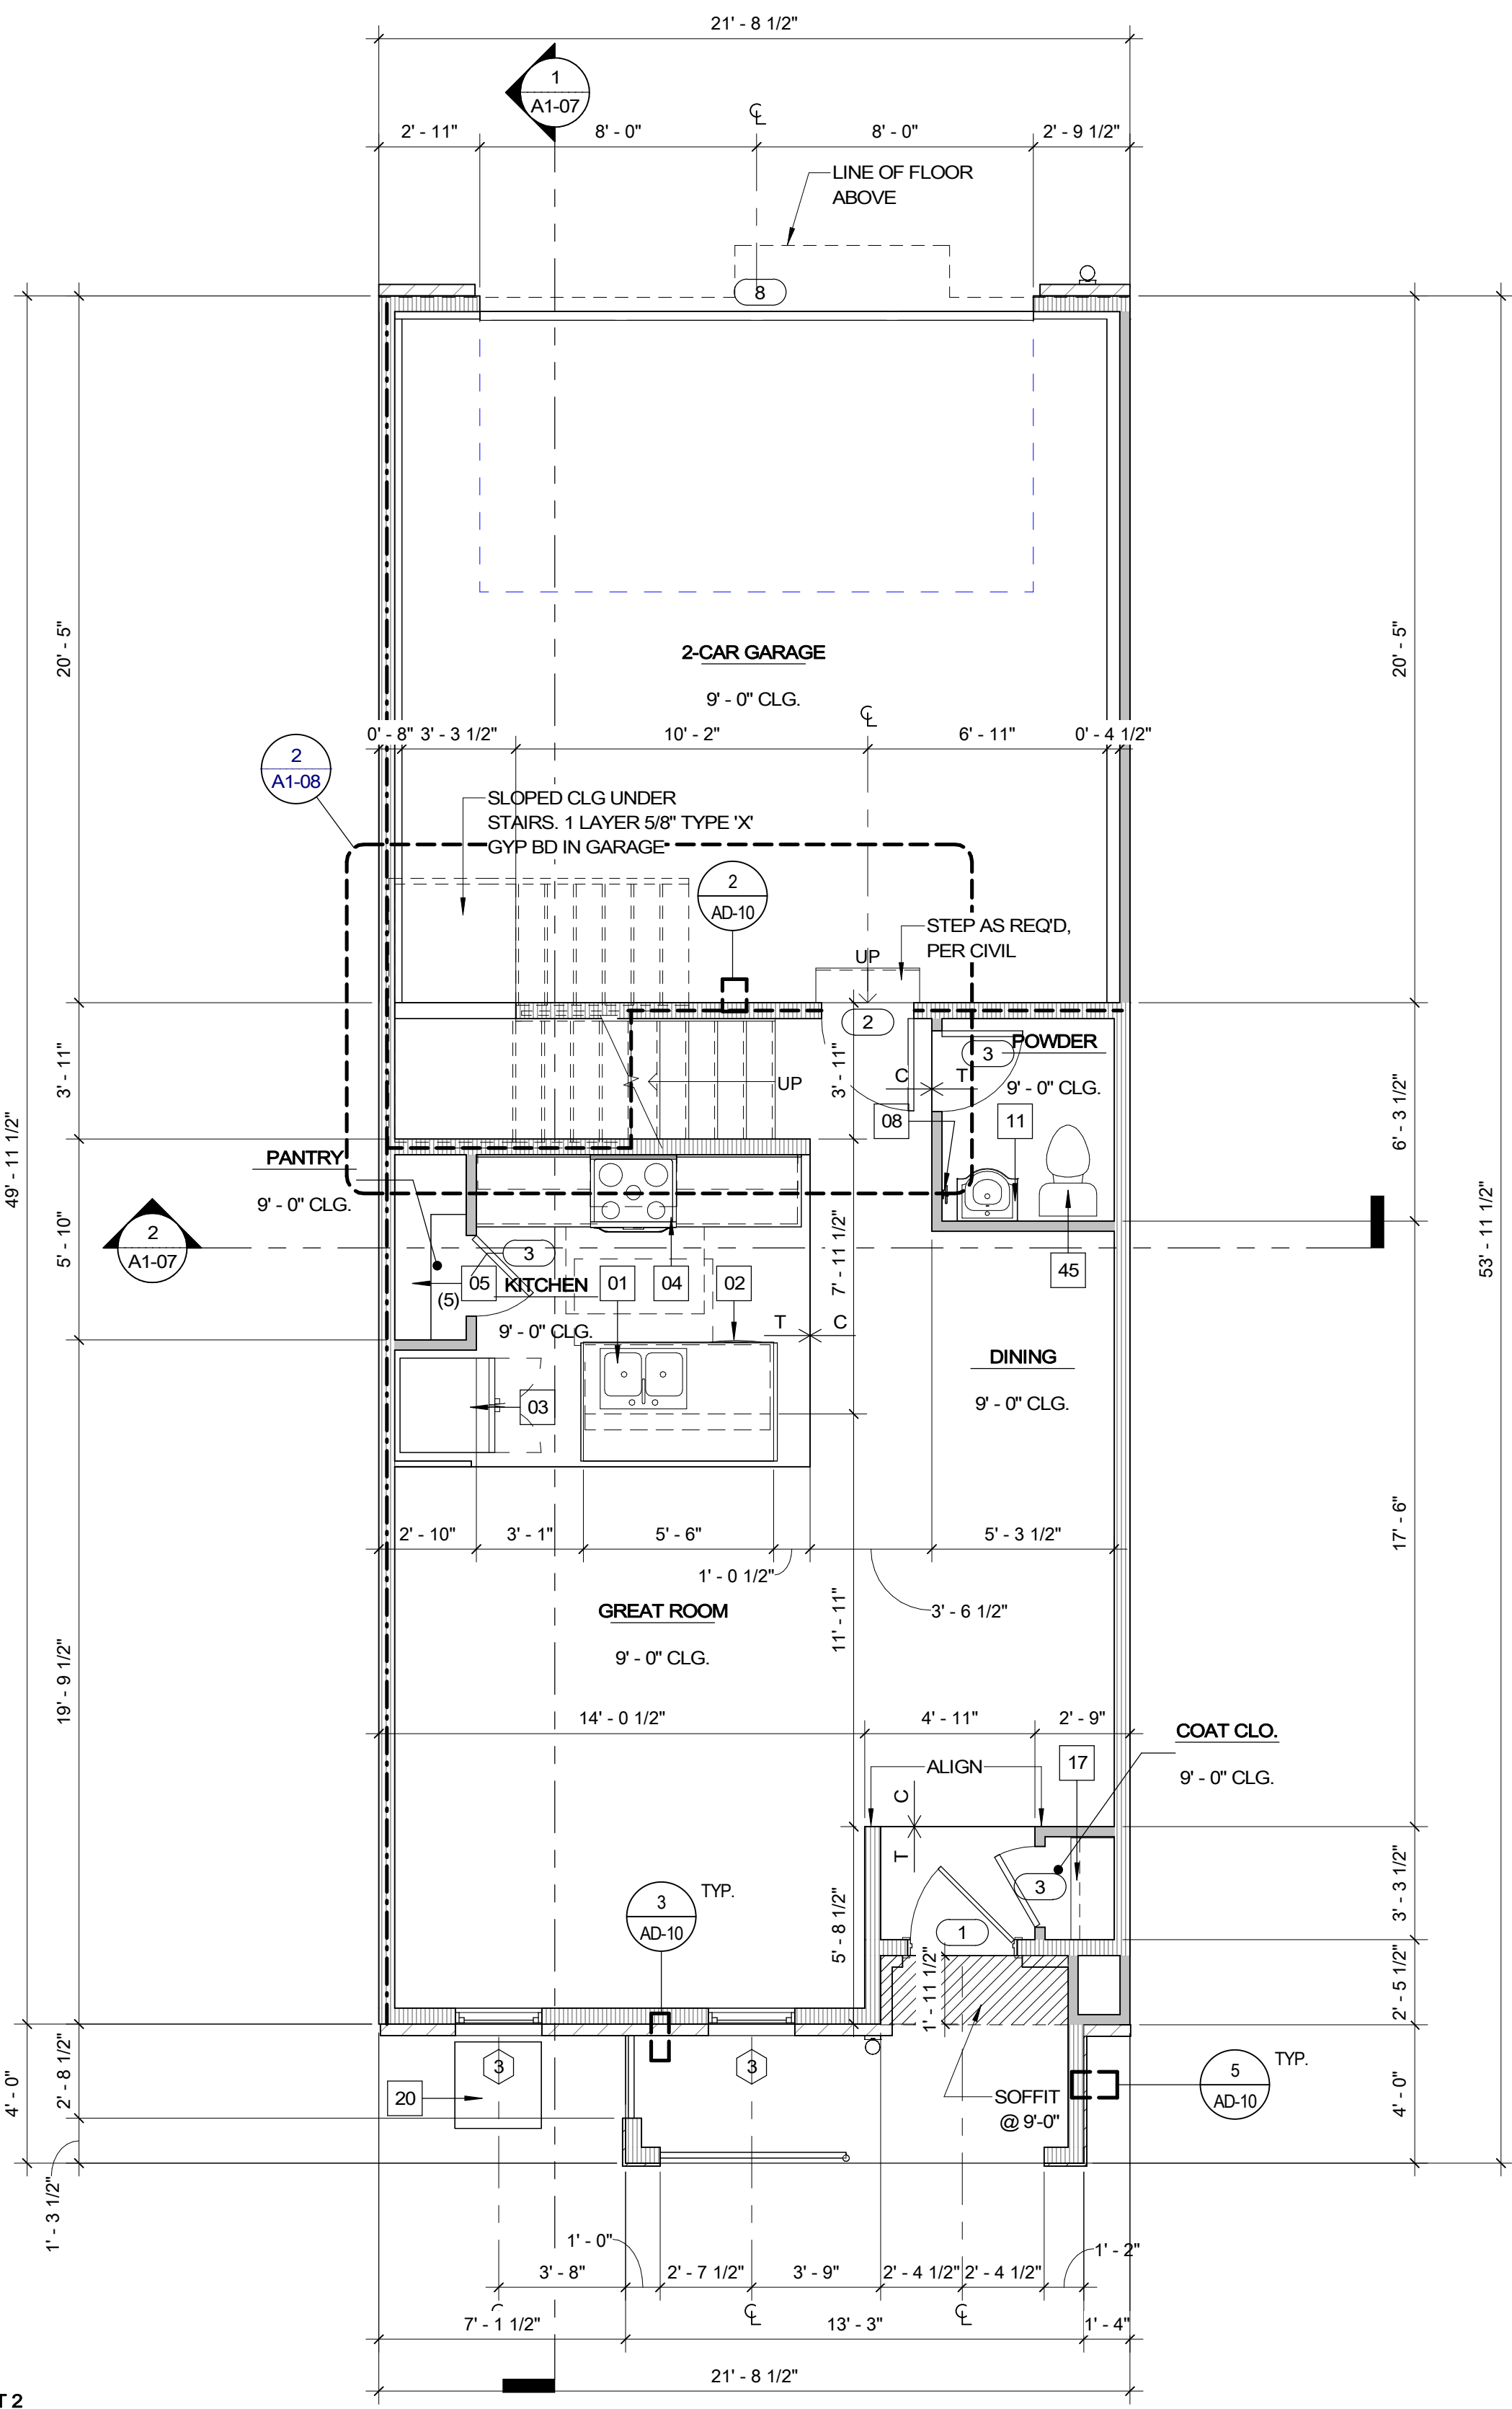 21' - 8 1/2"
1
A1-07
2' - 11"
8' - 0"
℄
8' - 0"
2' - 9 1/2"
LINE OF FLOOR
ABOVE
8
20' - 5"
20' - 5"
2-CAR GARAGE
9' - 0" CLG.
℄
0' - 8"
3' - 3 1/2"
10' - 2"
6' - 11"
0' - 4 1/2"
2
A1-08
SLOPED CLG UNDER
STAIRS. 1 LAYER 5/8" TYPE 'X'
GYP BD IN GARAGE
2
AD-10
STEP AS REQ'D,
PER CIVIL
UP
2
3' - 11"
3' - 11"
UP
POWDER
3
9' - 0" CLG.
C
T
08
11
6' - 3 1/2"
49' - 11 1/2"
PANTRY
9' - 0" CLG.
5' - 10"
2
A1-07
3
05
(5)
KITCHEN
9' - 0" CLG.
01
04
02
7' - 11 1/2"
T
C
45
53' - 11 1/2"
DINING
9' - 0" CLG.
03
17' - 6"
2' - 10"
3' - 1"
5' - 6"
5' - 3 1/2"
1' - 0 1/2"
3' - 6 1/2"
11' - 11"
GREAT ROOM
9' - 0" CLG.
19' - 9 1/2"
14' - 0 1/2"
4' - 11"
2' - 9"
COAT CLO.
9' - 0" CLG.
ALIGN
17
C
T
3
3' - 3 1/2"
3
AD-10
TYP.
5' - 8 1/2"
1
1' - 11 1/2"
2' - 5 1/2"
4' - 0"
2' - 8 1/2"
3
3
20
SOFFIT
@ 9'-0"
5
AD-10
TYP.
4' - 0"
1' - 3 1/2"
1' - 0"
1' - 2"
3' - 8"
2' - 7 1/2"
3' - 9"
2' - 4 1/2"
2' - 4 1/2"
℄
℄
7' - 1 1/2"
13' - 3"
1' - 4"
21' - 8 1/2"
T 2